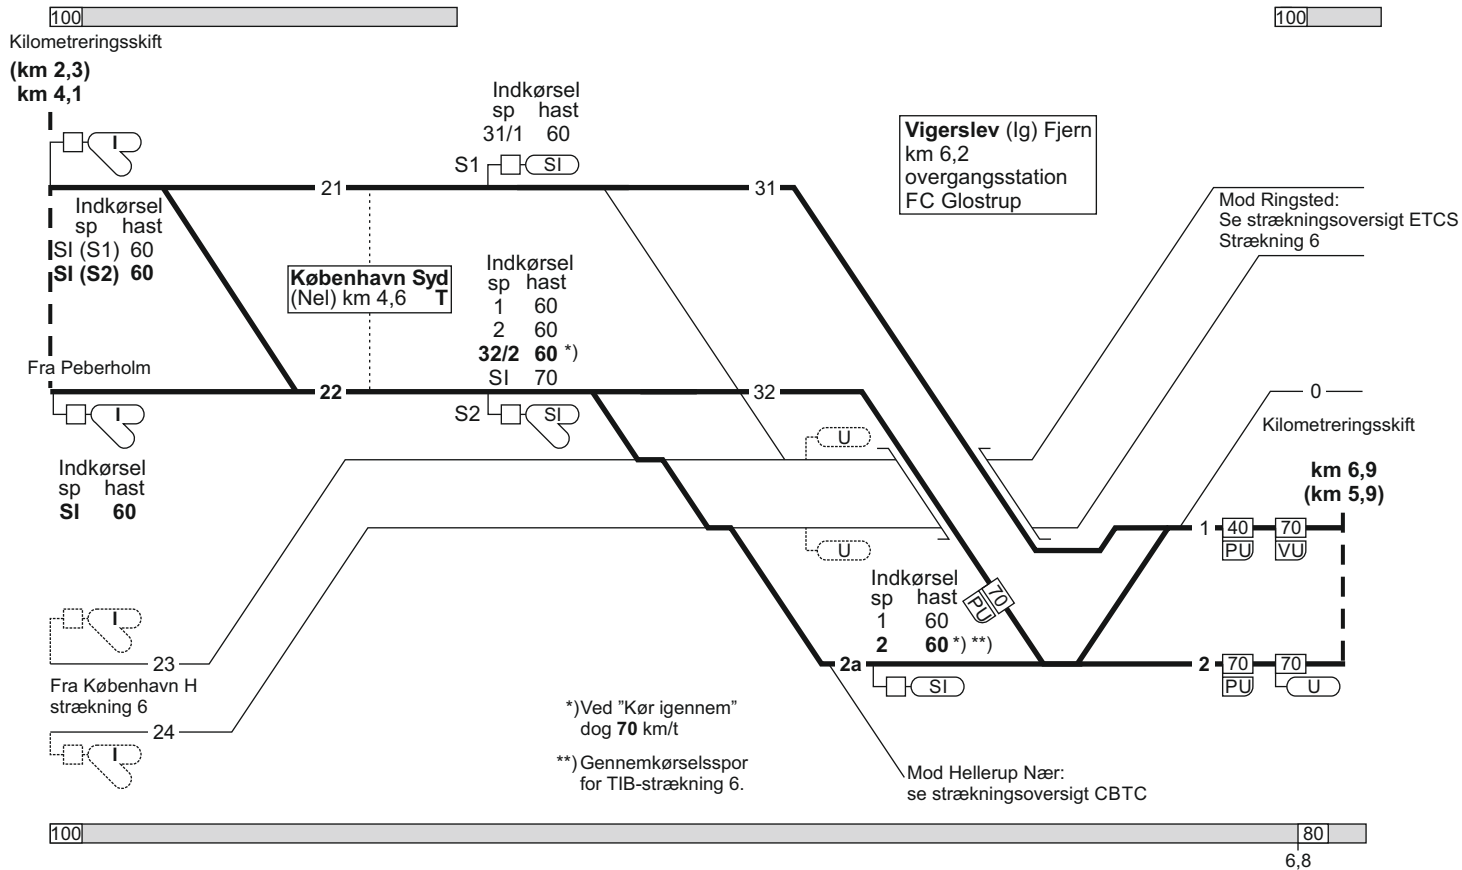 100
100
Kilometreringsskift
(km 2,3)
km 4,1
I
Indkørsel
sp hast
31/1 60
S1
SI
Vigerslev (Ig) Fjern
km 6,2
overgangsstation
FC Glostrup
21
31
Indkørsel
sp hast
SI (S1) 60
SI (S2) 60
Mod Ringsted:
Se strækningsoversigt ETCS
Strækning 6
København Syd
(Nel) km 4,6 T
Indkørsel
sp hast
1 60
2 60
32/2 60 *)
SI 70
Fra Peberholm
22
32
0
I
S2
SI
Kilometreringsskift
U
Indkørsel
sp hast
SI 60
km 6,9
(km 5,9)
1
40
PU
70
VU
U
Indkørsel
sp hast
1 60
2 60 *) **)
70
PU
I
23
2a
2
70
PU
70
U
SI
Fra København H
strækning 6
24
I
*) Ved ”Kør igennem”
dog 70 km/t
**) Gennemkørselsspor
for TIB-strækning 6.
Mod Hellerup Nær:
se strækningsoversigt CBTC
100
80
6,8